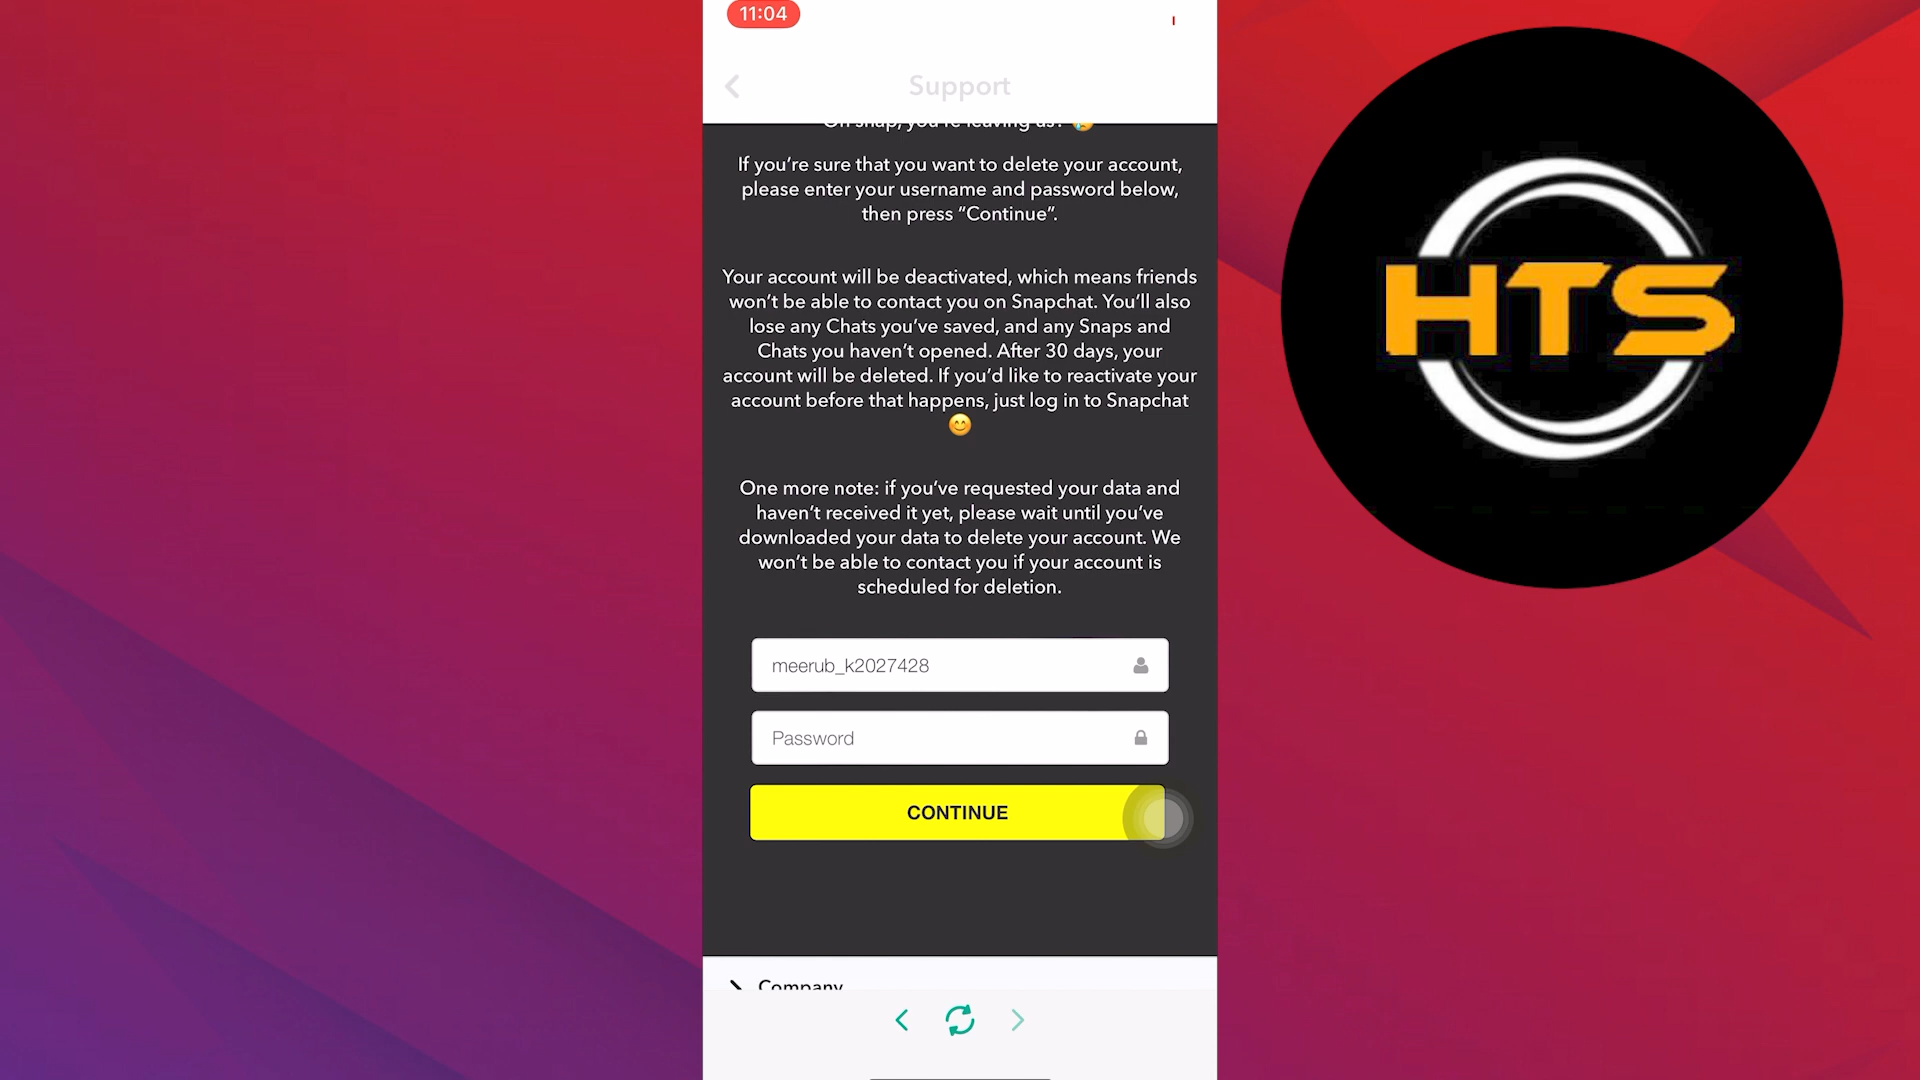 11:04
Support
Oh snap, you're leaving us? 😢
If you’re sure that you want to delete your account,
please enter your username and password below,
then press “Continue”.
Your account will be deactivated, which means friends
won’t be able to contact you on Snapchat. You’ll also
lose any Chats you’ve saved, and any Snaps and
Chats you haven’t opened. After 30 days, your
account will be deleted. If you’d like to reactivate your
account before that happens, just log in to Snapchat
😊
One more note: if you’ve requested your data and
haven’t received it yet, please wait until you’ve
downloaded your data to delete your account. We
won’t be able to contact you if your account is
scheduled for deletion.
meerub_k2027428
Password
CONTINUE
Company
HTS